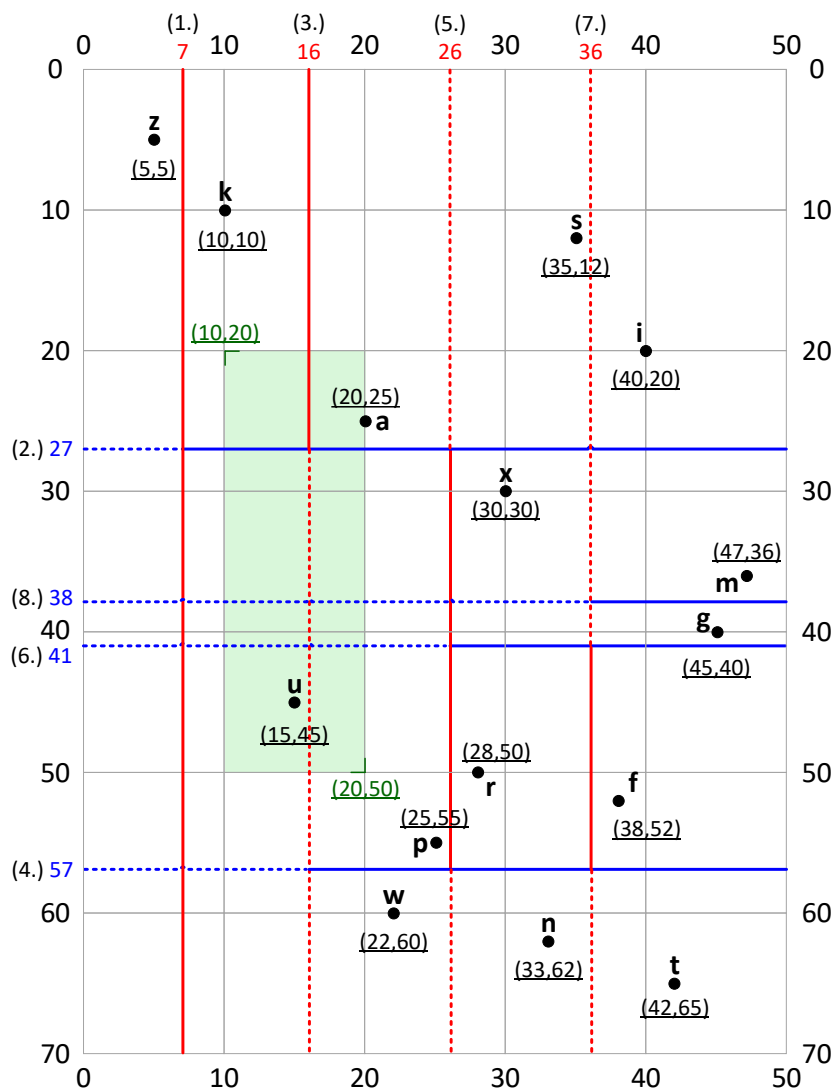 (1.) (3.) (5.) (7.)
0 7 10 16 20 26 30 36 40 50
0 0
z
(5,5)
k
10 (10,10) 10
s
(35,12)
(10,20)
20 i 20
(40,20)
(20,25)
a
(2.) 27
x
30 (30,30) 30
(47,36)
m
(8.) 38
g
40 40
(6.) 41
(45,40)
u
(15,45)
(28,50)
50 50
(20,50) r f
(25,55) (38,52)
p
(4.) 57
w
60 n 60
(22,60)
(33,62)
t
(42,65)
70 70
0 10 20 30 40 50